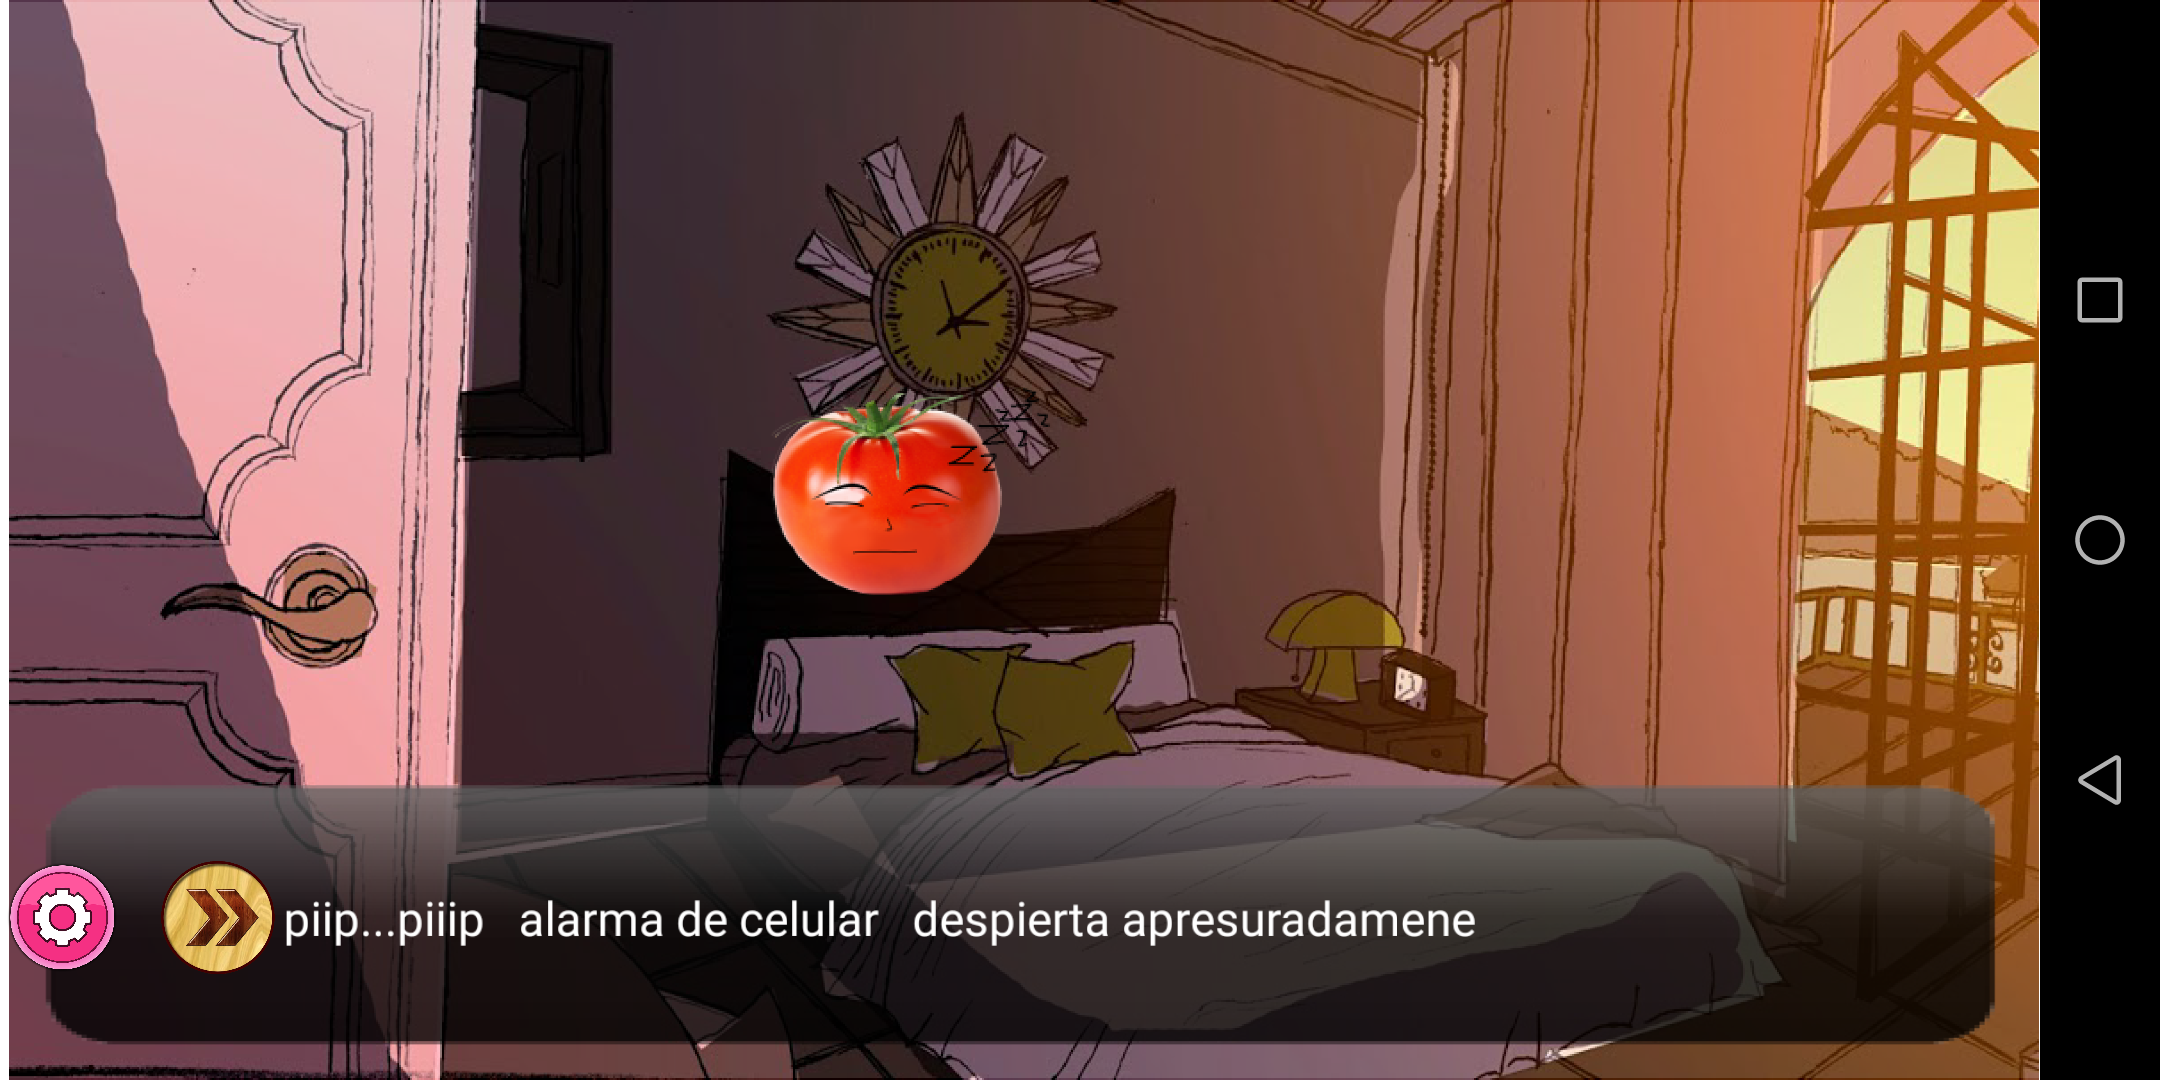 z z z
z z
z z
piip...piiip alarma de celular despierta apresuradamene